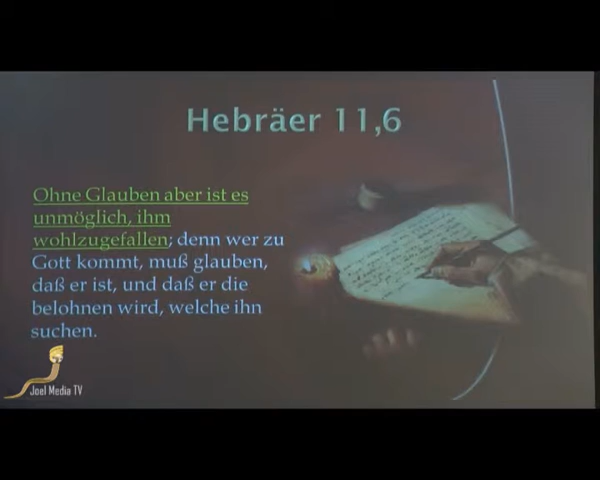 Hebräer 11,6
Ohne Glauben aber ist es
unmöglich, ihm
wohlzugefallen; denn wer zu
Gott kommt, muß glauben,
daß er ist, und daß er die
belohnen wird, welche ihn
suchen.
Joel Media TV